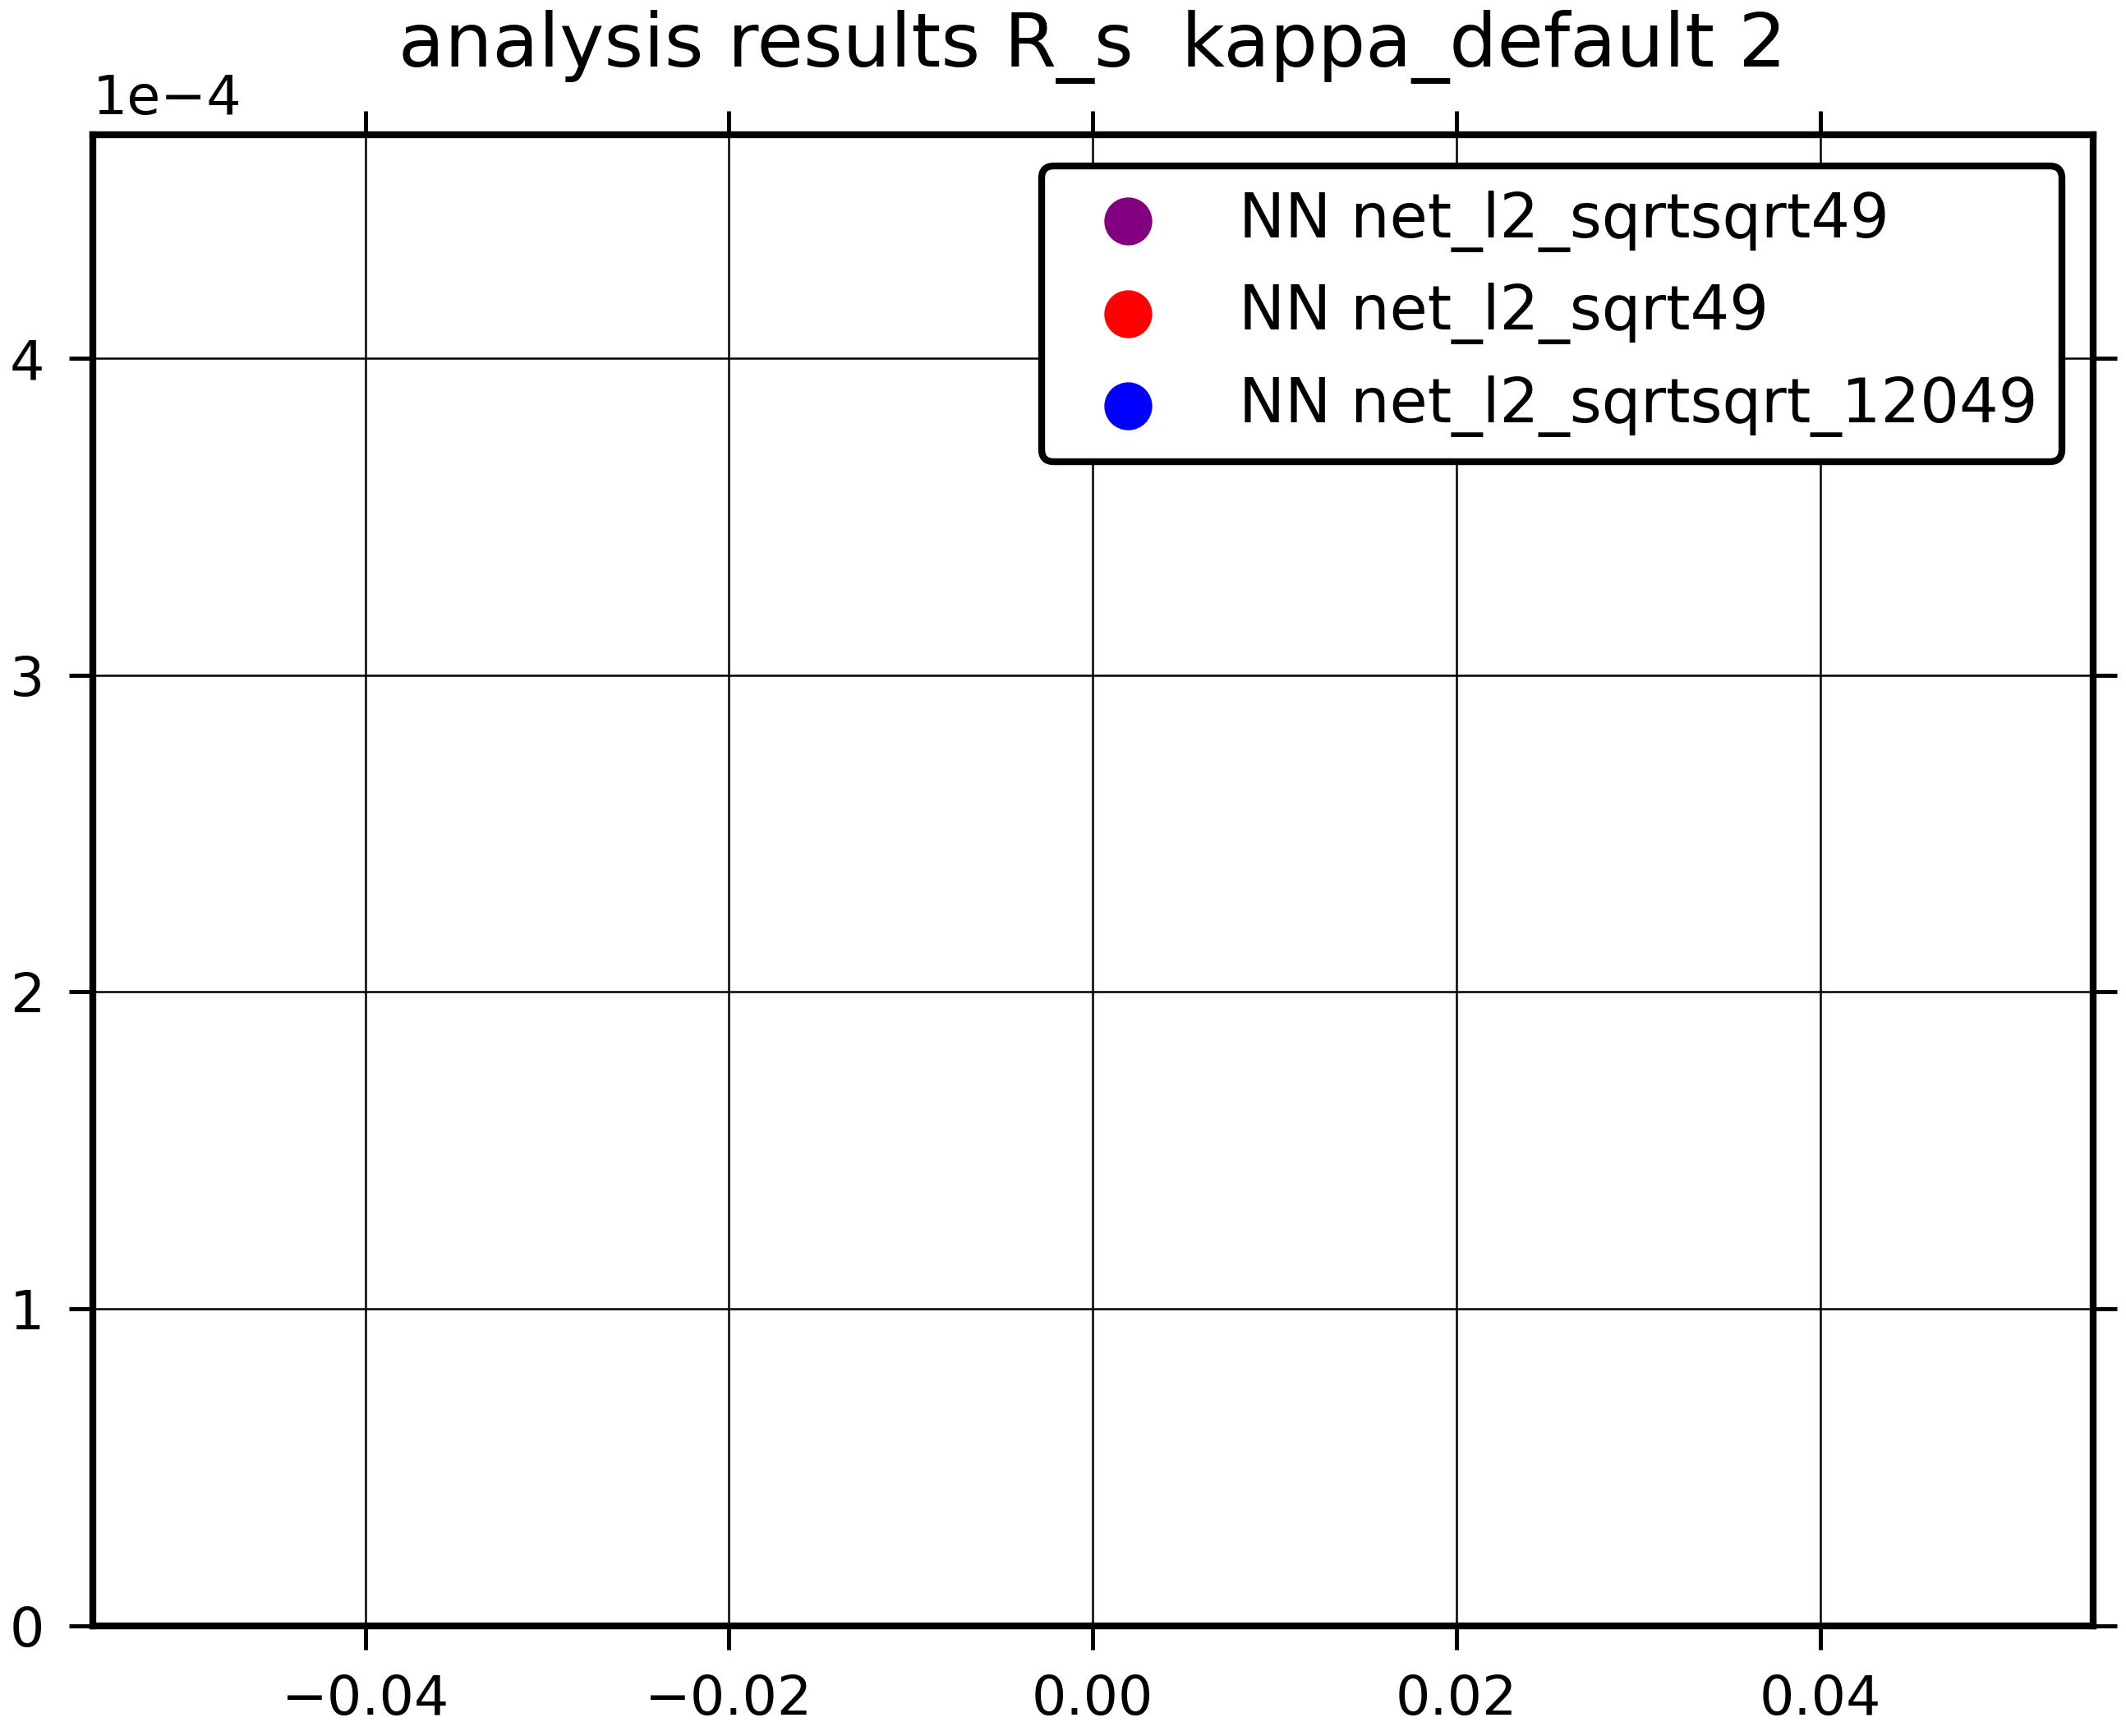 analysis results R_s  kappa_default 2
1e−4
NN net_l2_sqrtsqrt49
NN net_l2_sqrt49
NN net_l2_sqrtsqrt_12049
4
3
2
1
0
−0.04 −0.02 0.00 0.02 0.04